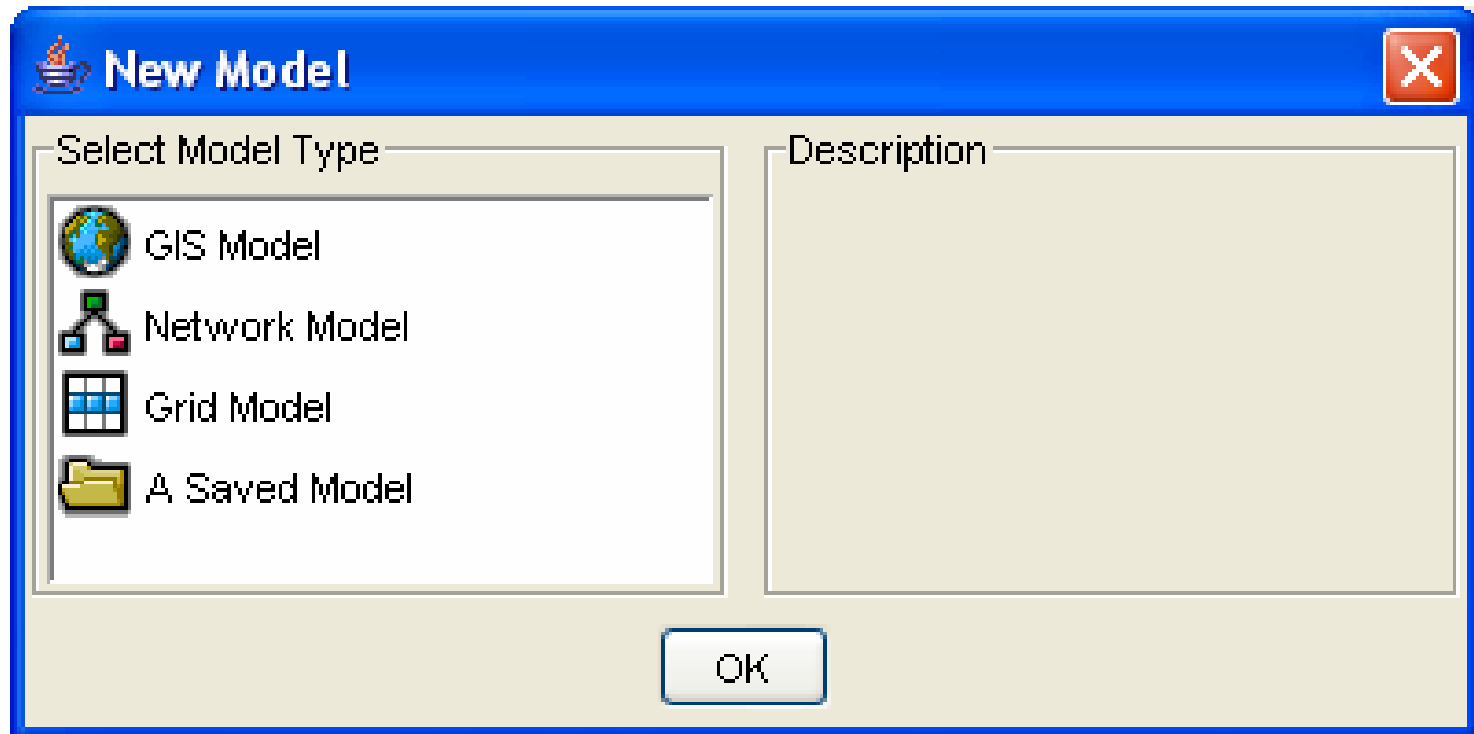 New Model
Select Model Type
GIS Model
Network Model
Grid Model
A Saved Model
Description
OK